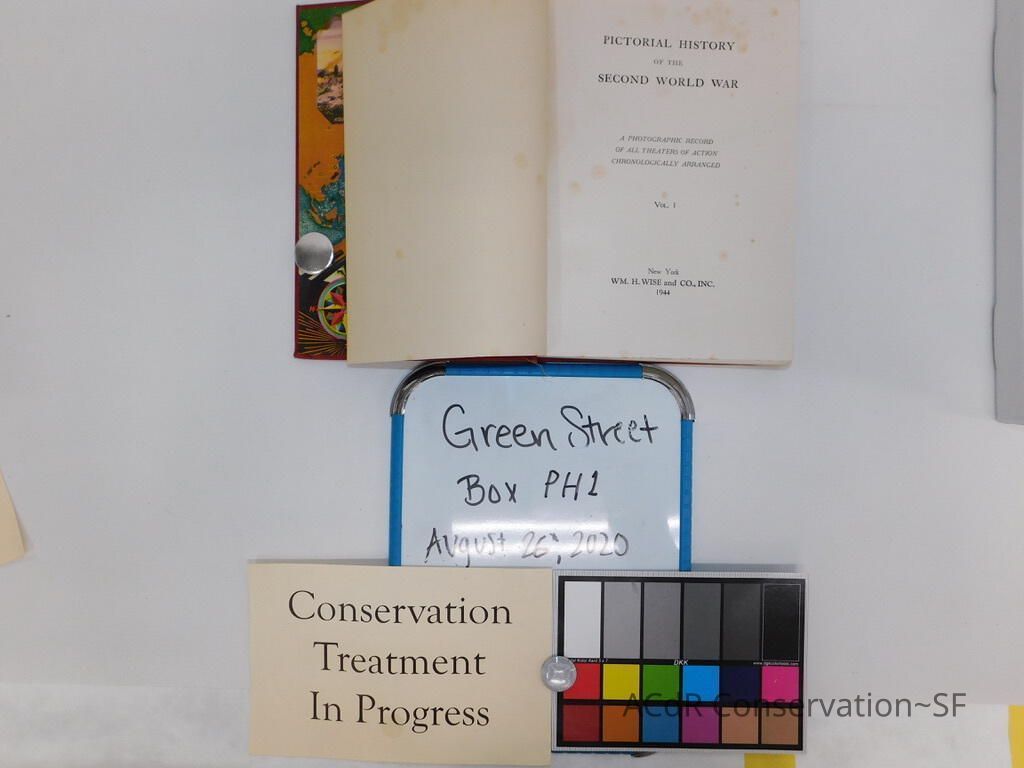 PICTORIAL HISTORY
OF THE
SECOND WORLD WAR
A PHOTOGRAPHIC RECORD
OF ALL THEATERS OF ACTION
CHRONOLOGICALLY ARRANGED
VOL. 1
New York
WM. H. WISE and CO., INC.
1944
Green Street
Box PH1
August 26, 2020
Conservation
Treatment
In Progress
DKK
ACdR Conservation~SF